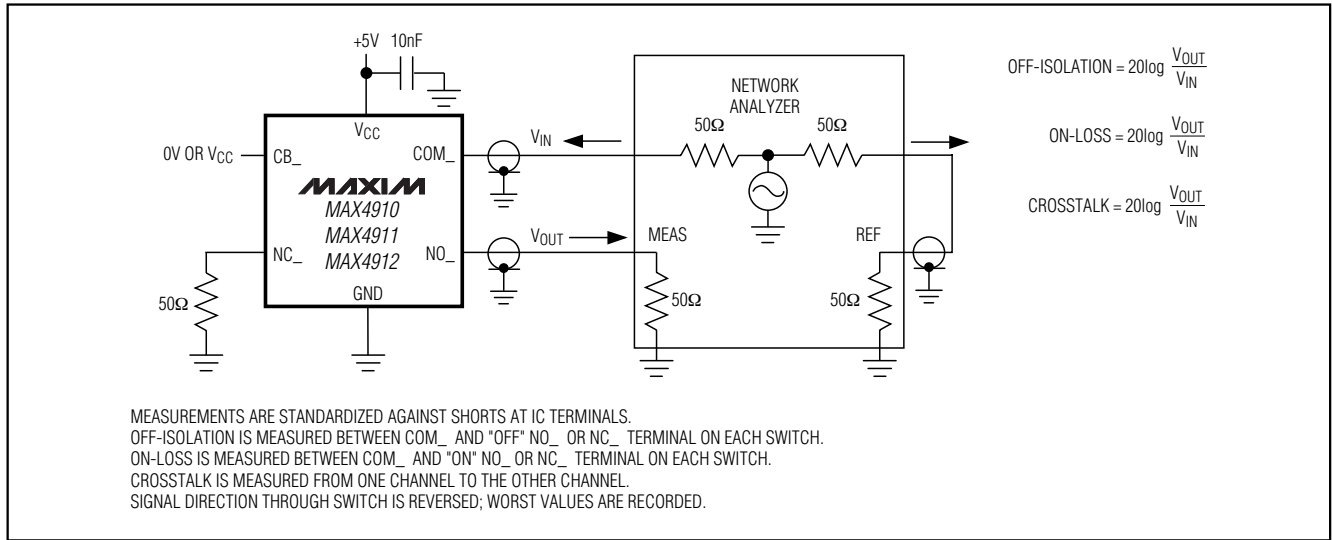 +5V 10nF
VCC
0V OR VCC
CB_
COM_
MAXIM
MAX4910
MAX4911
MAX4912
NC_
NO_
GND
50Ω
VIN
VOUT
NETWORK
ANALYZER
50Ω
50Ω
MEAS
REF
50Ω
50Ω
OFF-ISOLATION = 20log VOUT
VIN
ON-LOSS = 20log VOUT
VIN
CROSSTALK = 20log VOUT
VIN
MEASUREMENTS ARE STANDARDIZED AGAINST SHORTS AT IC TERMINALS.
OFF-ISOLATION IS MEASURED BETWEEN COM_ AND "OFF" NO_ OR NC_ TERMINAL ON EACH SWITCH.
ON-LOSS IS MEASURED BETWEEN COM_ AND "ON" NO_ OR NC_ TERMINAL ON EACH SWITCH.
CROSSTALK IS MEASURED FROM ONE CHANNEL TO THE OTHER CHANNEL.
SIGNAL DIRECTION THROUGH SWITCH IS REVERSED; WORST VALUES ARE RECORDED.